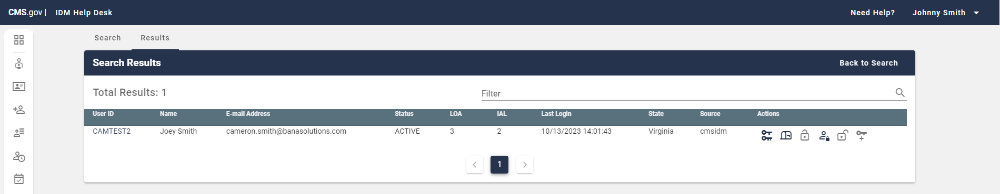 CMS.gov | IDM Help Desk Need Help? Johnny Smith
Search Results
Search Results Back to Search
Total Results: 1 Filter
User ID Name E-mail Address Status LOA IAL Last Login State Source Actions
CAMTEST2 Joey Smith cameron.smith@banasolutions.com ACTIVE 3 2 10/13/2023 14:01:43 Virginia cmsidm
1